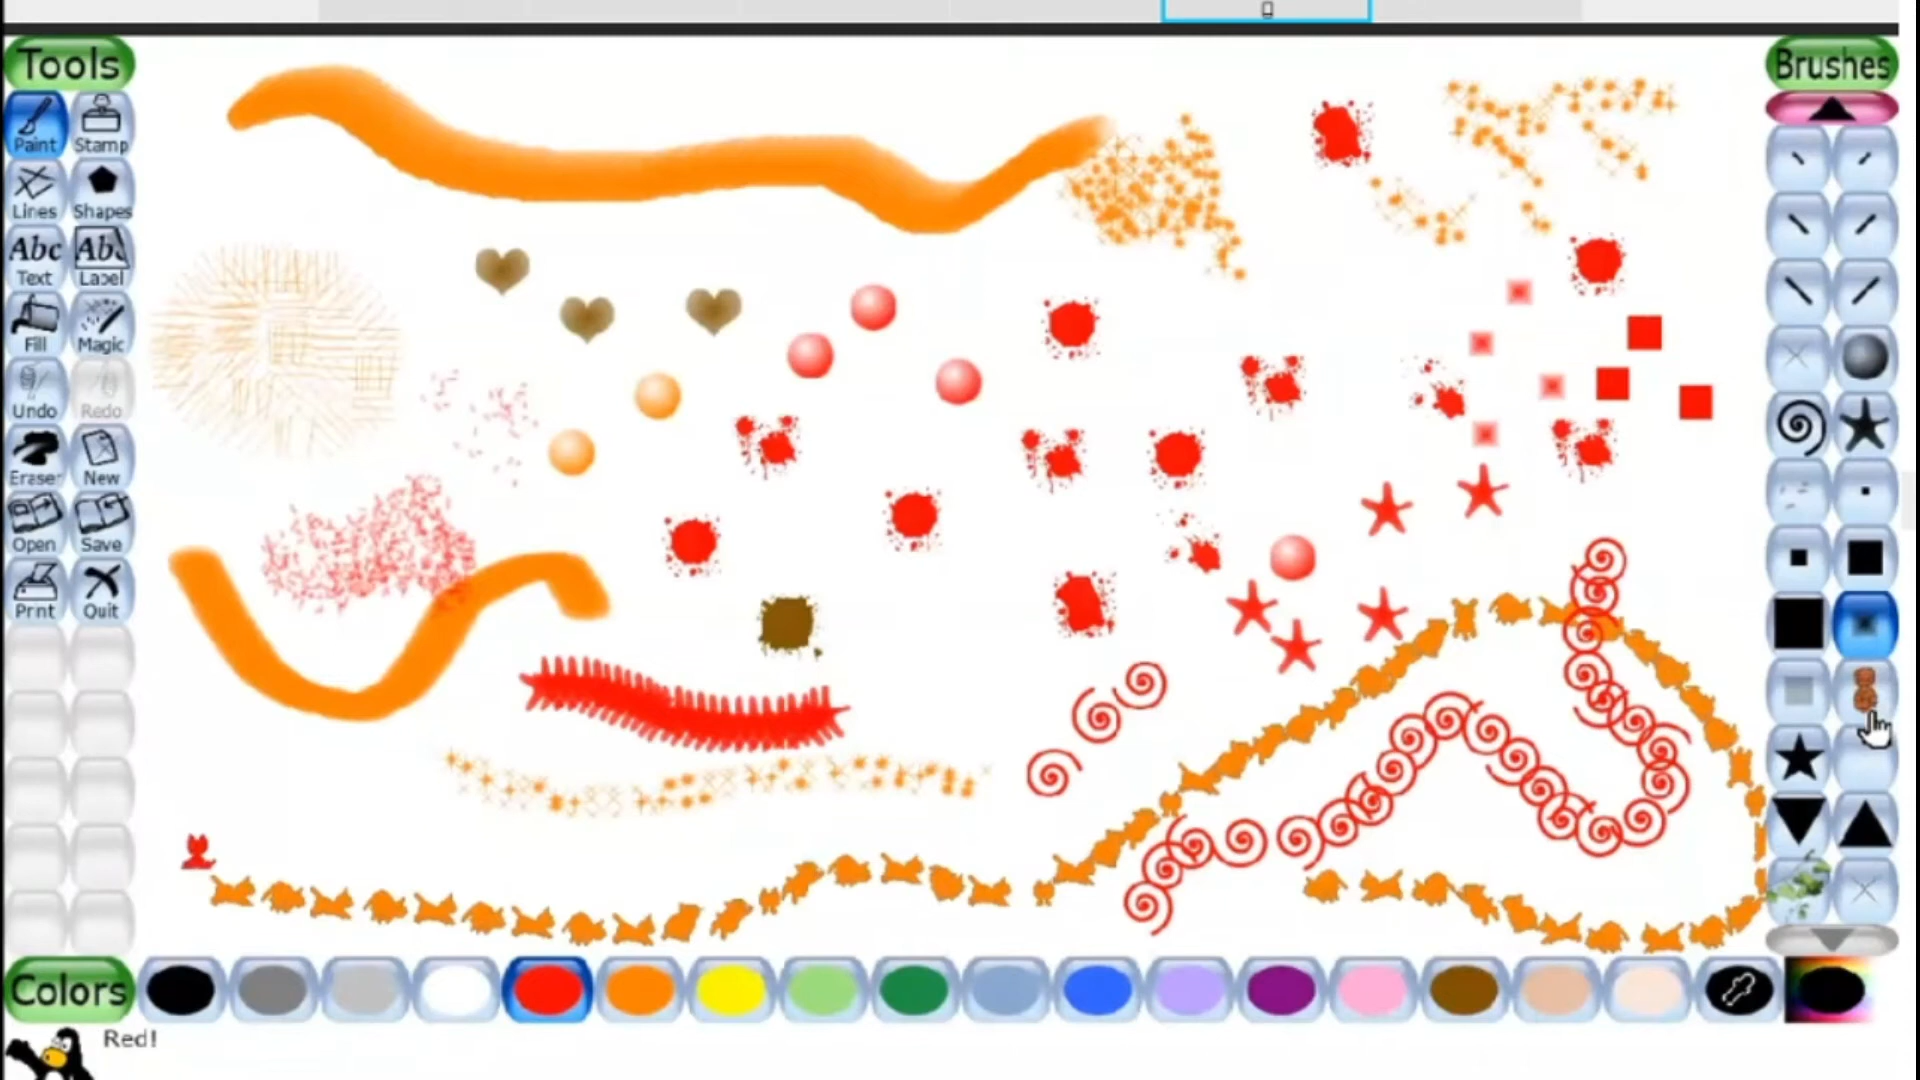 Tools
Brushes
Paint
Stamp
Lines
Shapes
Abc
Abc
Text
Label
Fill
Magic
Undo
Redo
Eraser
New
Open
Save
Print
Quit
Colors
Red!